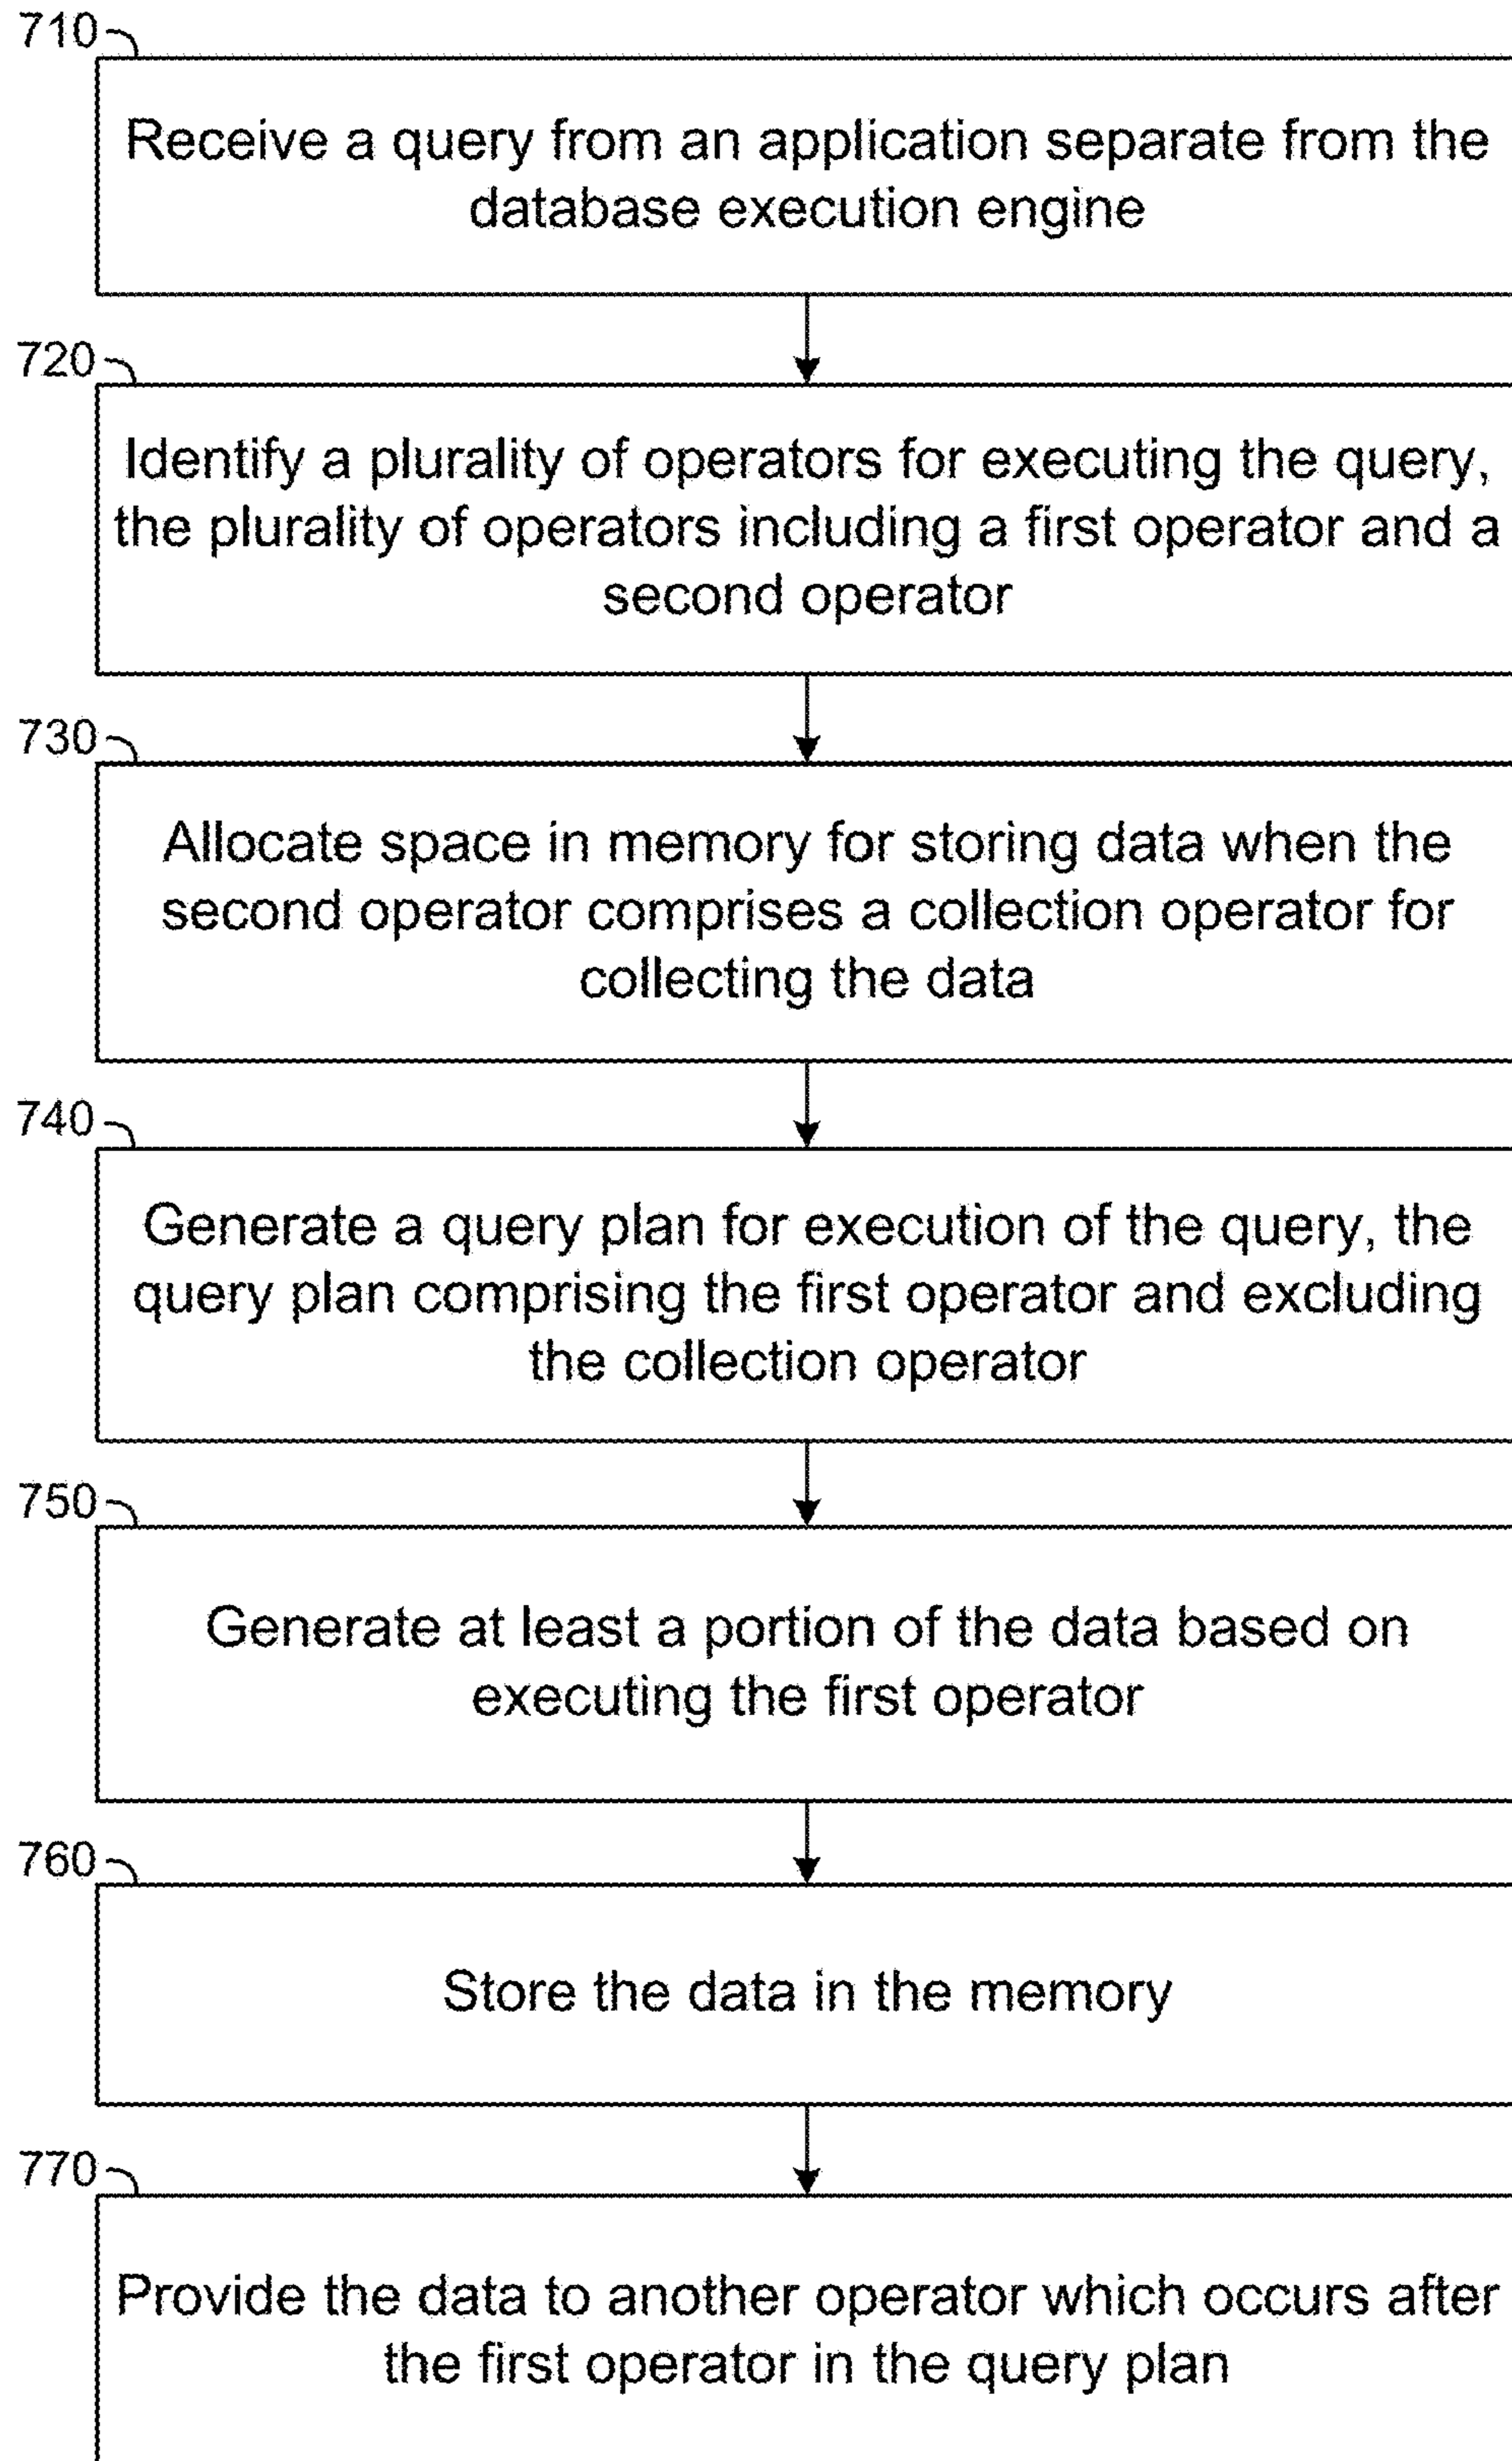 710
Receive a query from an application separate from the
database execution engine
720
Identify a plurality of operators for executing the query,
the plurality of operators including a first operator and a
second operator
730
Allocate space in memory for storing data when the
second operator comprises a collection operator for
collecting the data
740
Generate a query plan for execution of the query, the
query plan comprising the first operator and excluding
the collection operator
750
Generate at least a portion of the data based on
executing the first operator
760
Store the data in the memory
770
Provide the data to another operator which occurs after
the first operator in the query plan